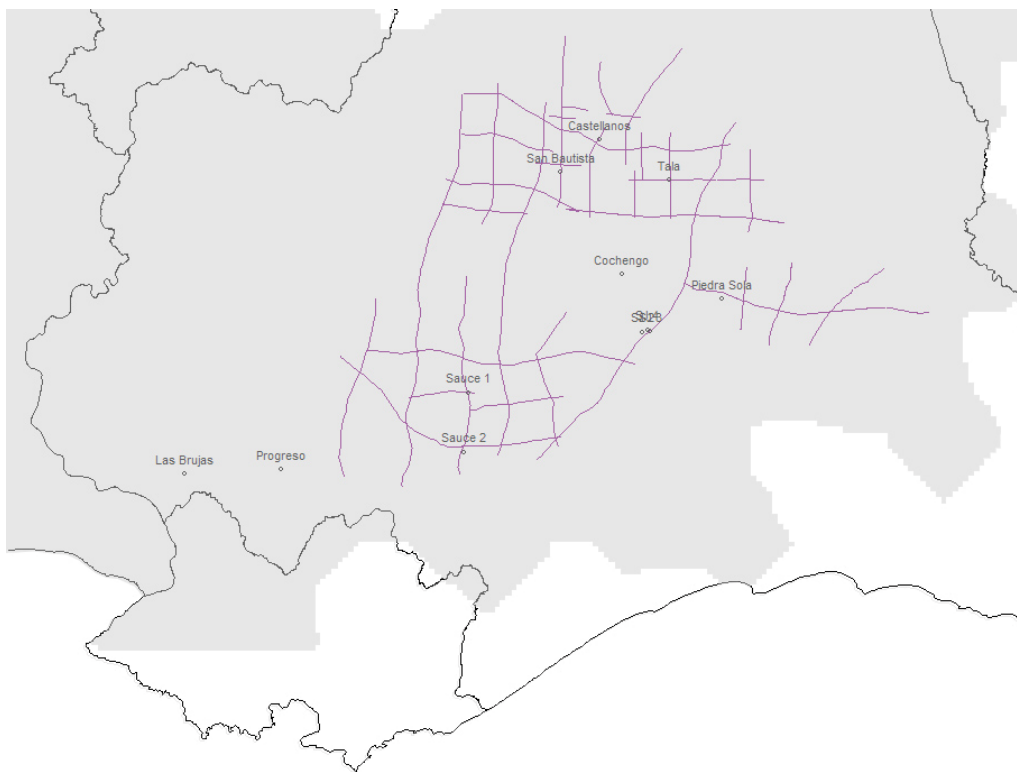 Castellanos
San Bautista
Tala
Cochengo
Piedra Sola
Sauce 1
Sauce 2
Progreso
Las Brujas